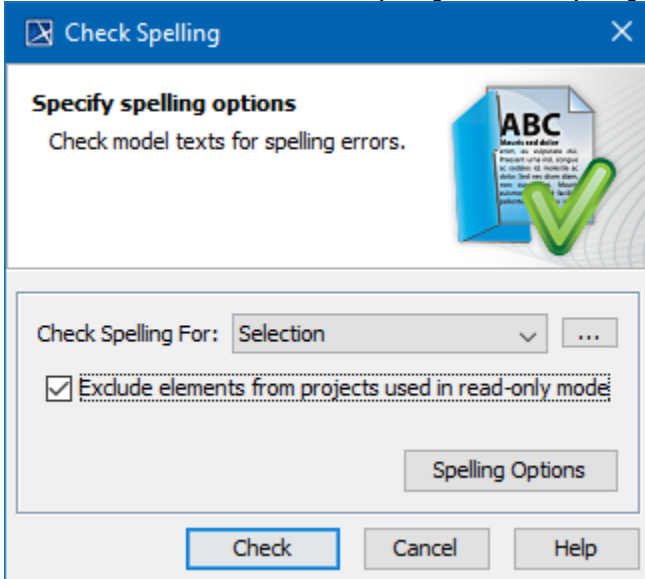 Check Spelling
Specify spelling options
Check model texts for spelling errors.
ABC
Check Spelling For: Selection ...
Exclude elements from projects used in read-only mode
Spelling Options
Check Cancel Help